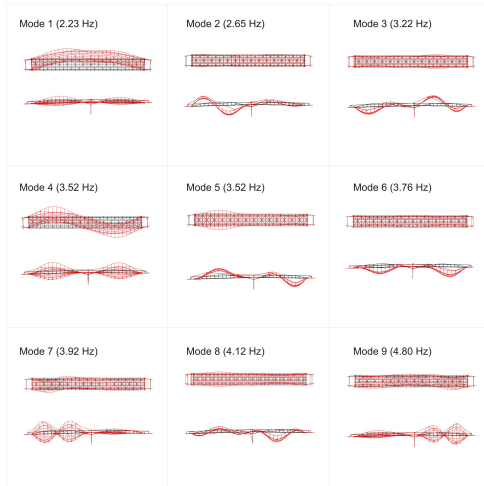 Mode 1 (2.23 Hz)
Mode 2 (2.65 Hz)
Mode 3 (3.22 Hz)
Mode 4 (3.52 Hz)
Mode 5 (3.52 Hz)
Mode 6 (3.76 Hz)
Mode 7 (3.92 Hz)
Mode 8 (4.12 Hz)
Mode 9 (4.80 Hz)